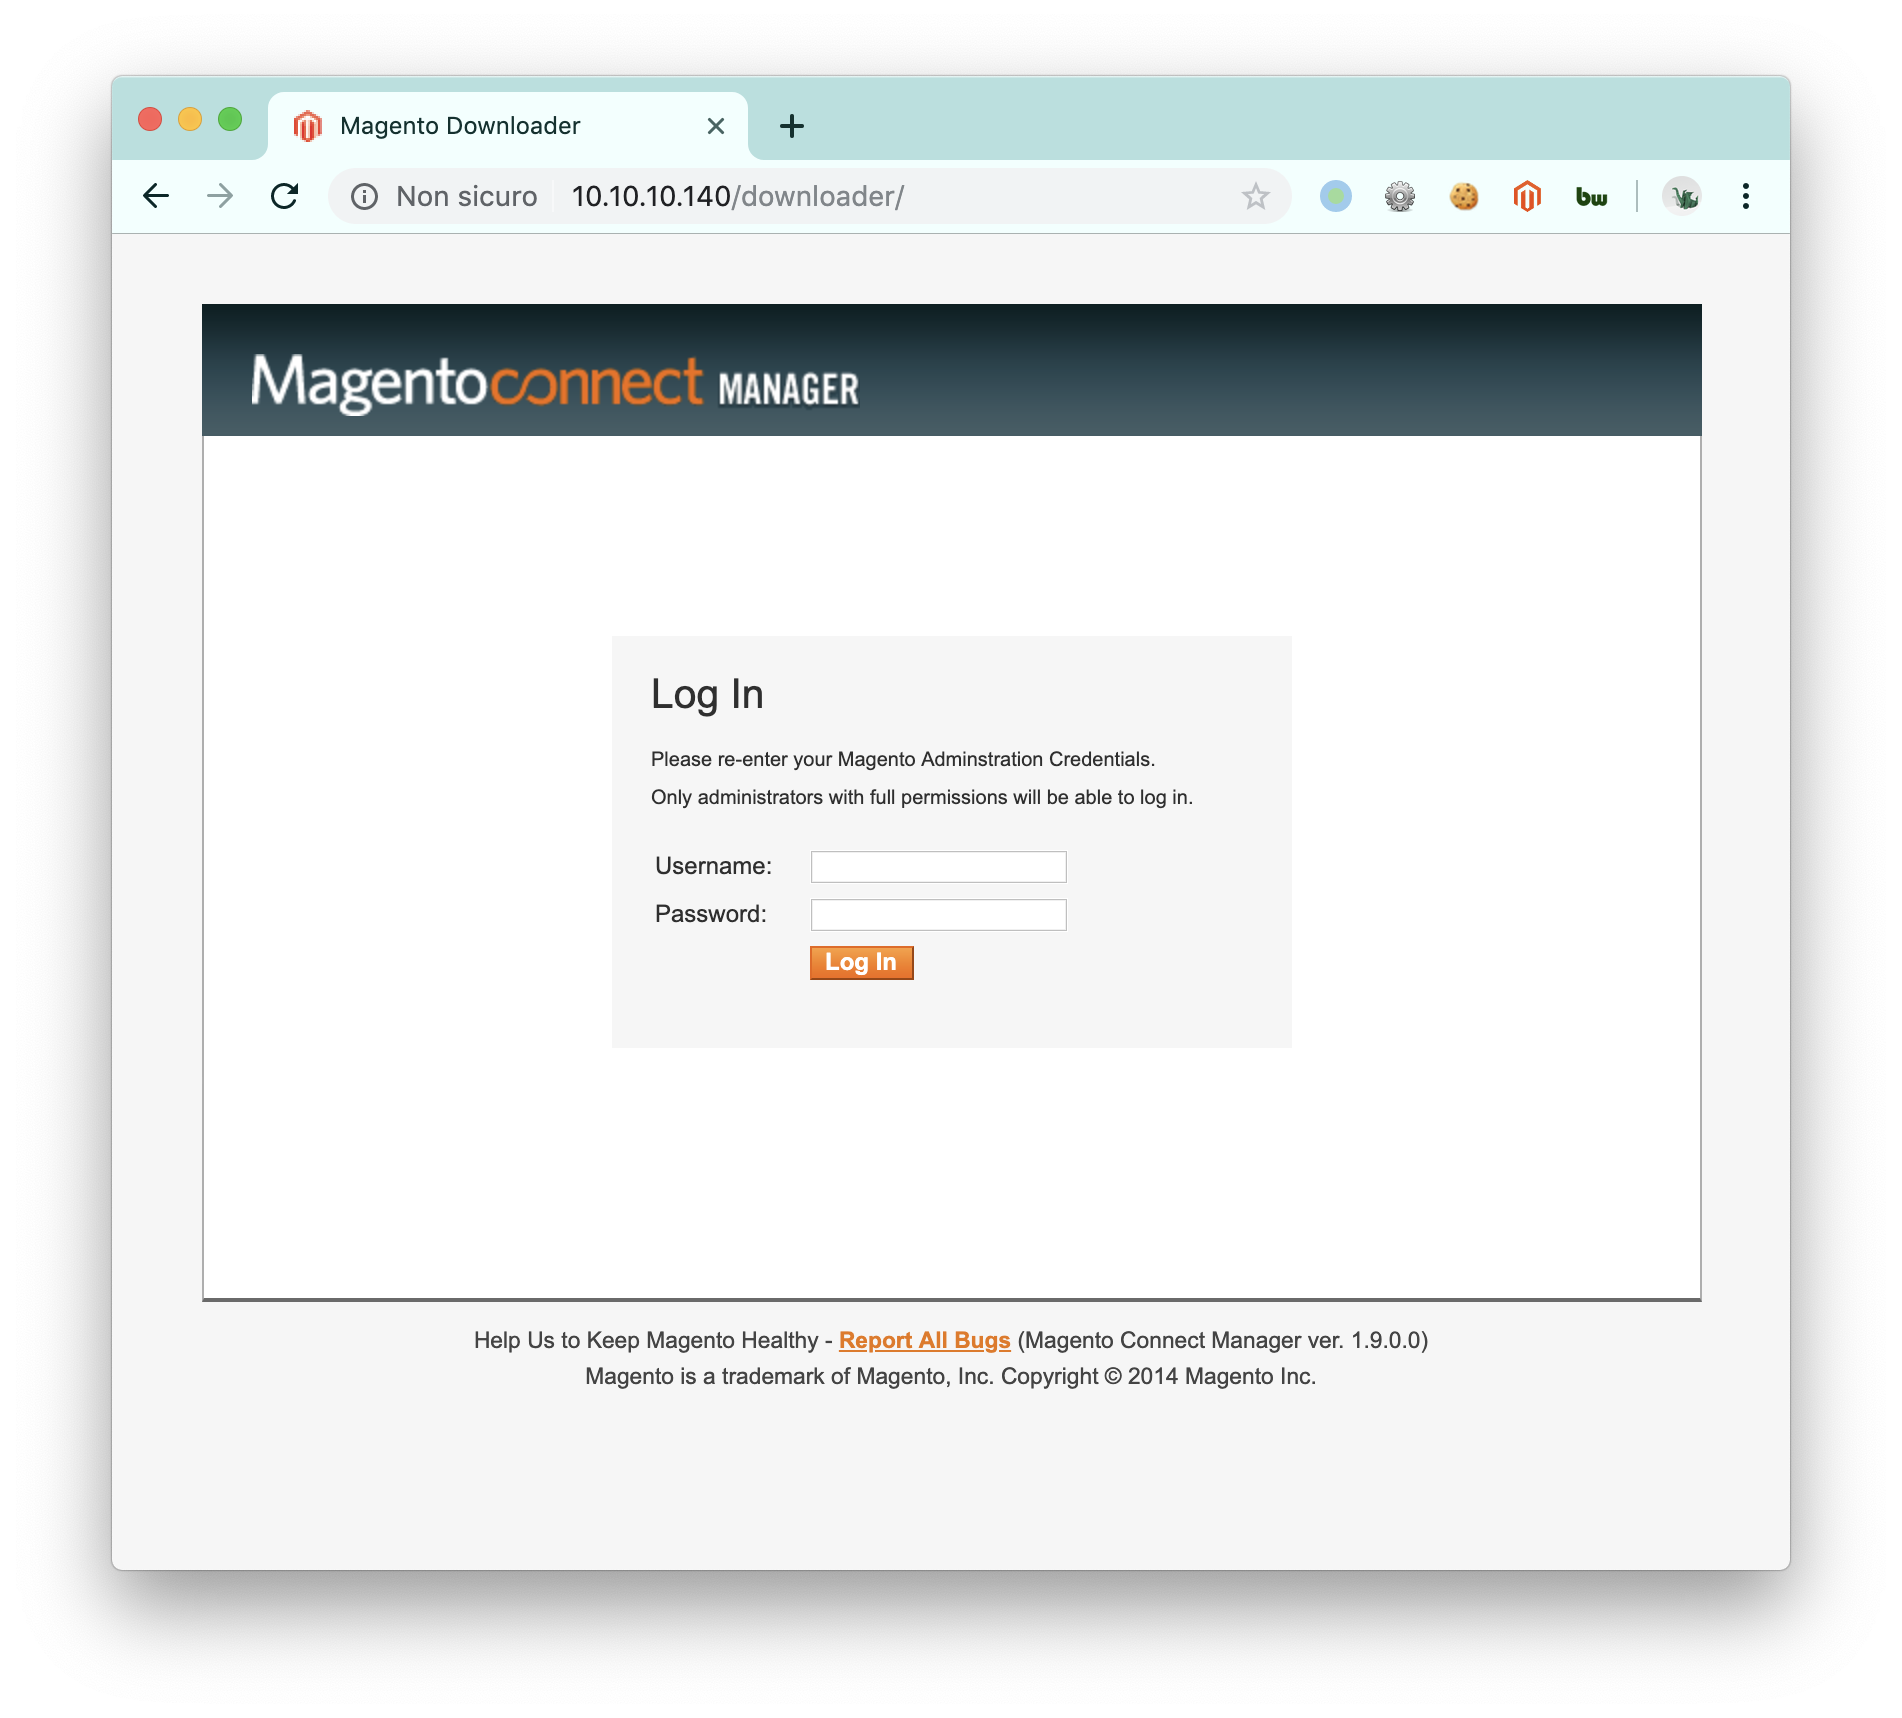 Magento Downloader
Non sicuro 10.10.10.140/downloader/
bw
Magentoconnect MANAGER
Log In
Please re-enter your Magento Adminstration Credentials.
Only administrators with full permissions will be able to log in.
Username:
Password:
Log In
Help Us to Keep Magento Healthy - Report All Bugs (Magento Connect Manager ver. 1.9.0.0)
Magento is a trademark of Magento, Inc. Copyright © 2014 Magento Inc.